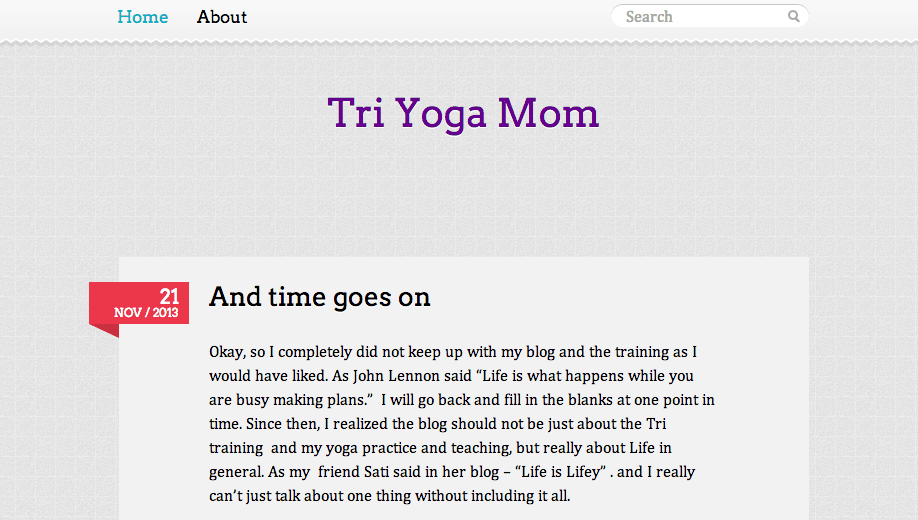 Home About Search
Tri Yoga Mom
21
NOV / 2013
And time goes on
Okay, so I completely did not keep up with my blog and the training as I
would have liked. As John Lennon said “Life is what happens while you
are busy making plans.”  I will go back and fill in the blanks at one point in
time. Since then, I realized the blog should not be just about the Tri
training  and my yoga practice and teaching, but really about Life in
general. As my  friend Sati said in her blog – “Life is Lifey” . and I really
can’t just talk about one thing without including it all.